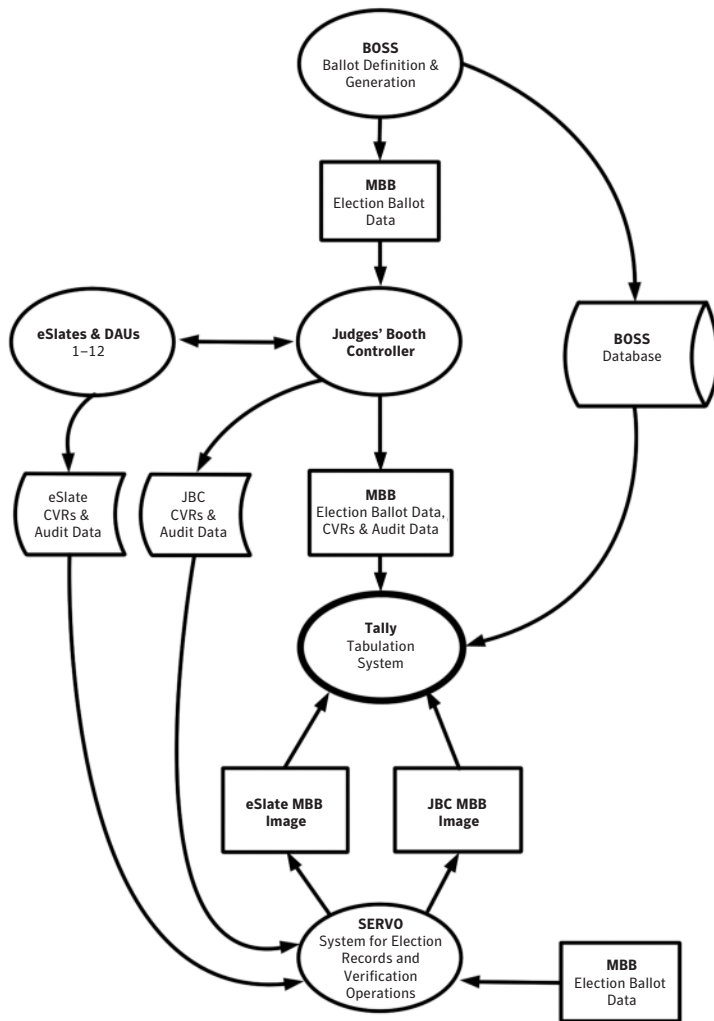 BOSS
Ballot Definition &
Generation
MBB
Election Ballot
Data
eSlates & DAUs
1–12
Judges’ Booth
Controller
BOSS
Database
eSlate
CVRs &
Audit Data
JBC
CVRs &
Audit Data
MBB
Election Ballot Data,
CVRs & Audit Data
Tally
Tabulation
System
eSlate MBB
Image
JBC MBB
Image
SERVO
System for Election
Records and
Verification
Operations
MBB
Election Ballot
Data